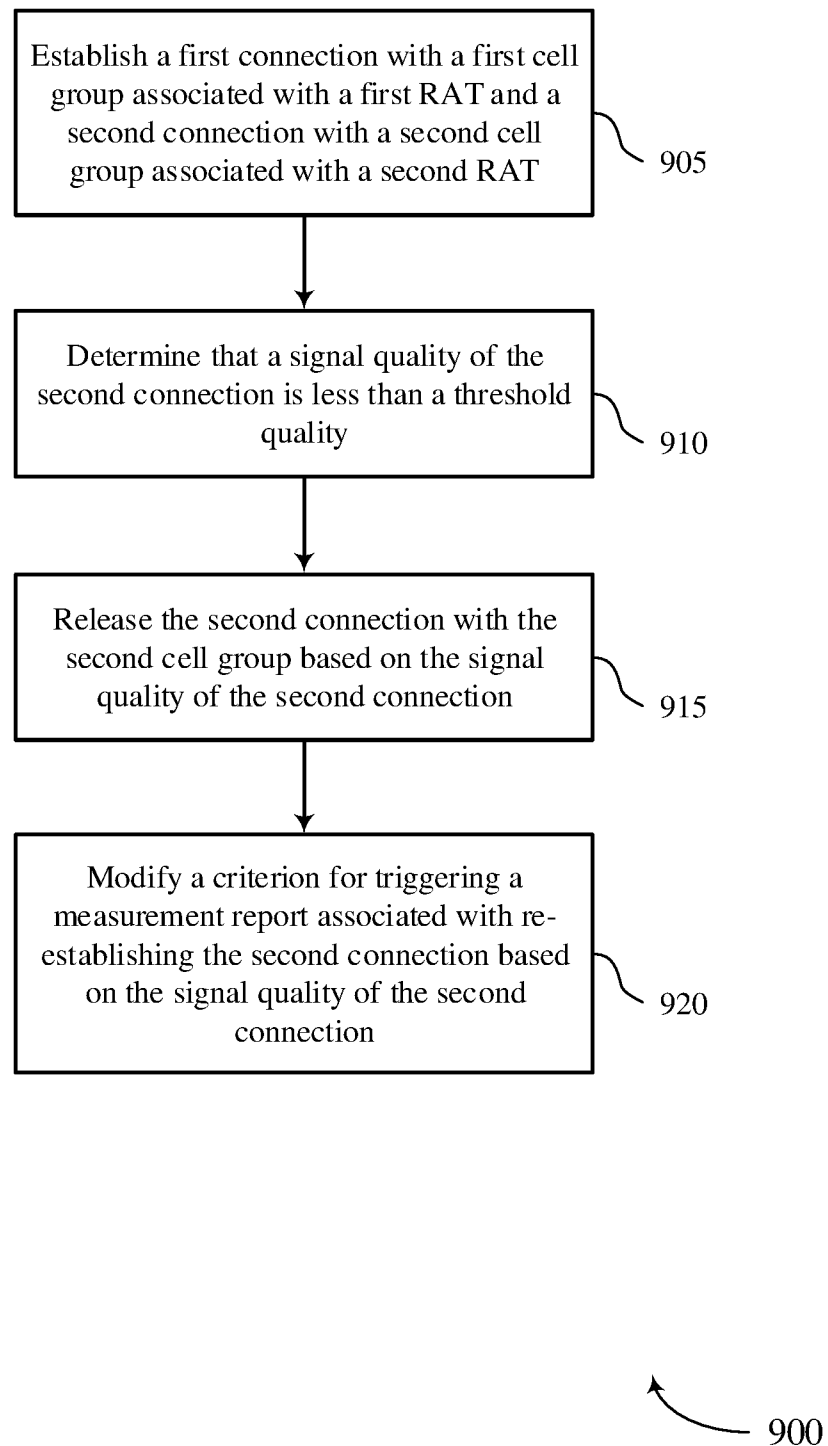 Establish a first connection with a first cell
group associated with a first RAT and a
second connection with a second cell
group associated with a second RAT
905
Determine that a signal quality of the
second connection is less than a threshold
quality
910
Release the second connection with the
second cell group based on the signal
quality of the second connection
915
Modify a criterion for triggering a
measurement report associated with re-
establishing the second connection based
on the signal quality of the second
connection
920
900